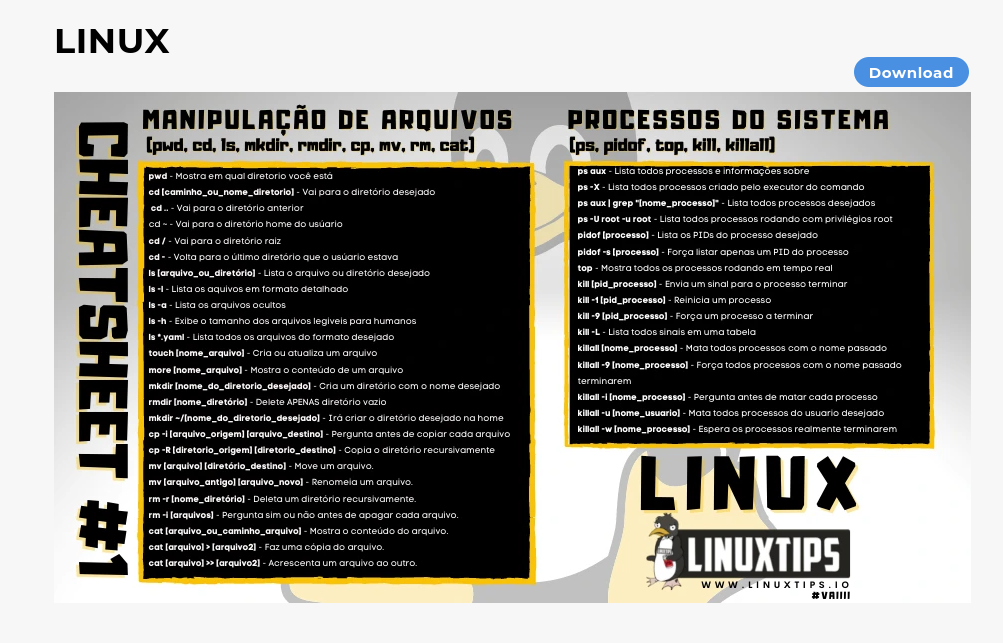 LINUX
Download
CHEATSHEET #1
MANIPULAÇÃO DE ARQUIVOS
[pwd, cd, ls, mkdir, rmdir, cp, mv, rm, cat]
pwd - Mostra em qual diretorio você está
cd [caminho_ou_nome_diretorio] - Vai para o diretório desejado
cd .. - Vai para o diretório anterior
cd ~ - Vai para o diretório home do usúario
cd / - Vai para o diretório raiz
cd - - Volta para o último diretório que o usúario estava
ls [arquivo_ou_diretório] - Lista o arquivo ou diretório desejado
ls -l - Lista os aquivos em formato detalhado
ls -a - Lista os arquivos ocultos
ls -h - Exibe o tamanho dos arquivos legíveis para humanos
ls *.yaml - Lista todos os arquivos do formato desejado
touch [nome_arquivo] - Cria ou atualiza um arquivo
more [nome_arquivo] - Mostra o conteúdo de um arquivo
mkdir [nome_do_diretorio_desejado] - Cria um diretório com o nome desejado
rmdir [nome_diretório] - Delete APENAS diretório vazio
mkdir ~/[nome_do_diretorio_desejado] - Irá criar o diretório desejado na home
cp -i [arquivo_origem] [arquivo_destino] - Pergunta antes de copiar cada arquivo
cp -R [diretorio_origem] [diretorio_destino] - Copia o diretório recursivamente
mv [arquivo] [diretório_destino] - Move um arquivo.
mv [arquivo_antigo] [arquivo_novo] - Renomeia um arquivo.
rm -r [nome_diretório] - Deleta um diretório recursivamente.
rm -i [arquivos] - Pergunta sim ou não antes de apagar cada arquivo.
cat [arquivo_ou_caminho_arquivo] - Mostra o conteúdo do arquivo.
cat [arquivo] > [arquivo2] - Faz uma cópia do arquivo.
cat [arquivo] >> [arquivo2] - Acrescenta um arquivo ao outro.
PROCESSOS DO SISTEMA
[ps, pidof, top, kill, killall]
ps aux - Lista todos processos e informações sobre
ps -X - Lista todos processos criado pelo executor do comando
ps aux | grep "[nome_processo]" - Lista todos processos desejados
ps -U root -u root - Lista todos processos rodando com privilégios root
pidof [processo] - Lista os PIDs do processo desejado
pidof -s [processo] - Força listar apenas um PID do processo
top - Mostra todos os processos rodando em tempo real
kill [pid_processo] - Envia um sinal para o processo terminar
kill -1 [pid_processo] - Reinicia um processo
kill -9 [pid_processo] - Força um processo a terminar
kill -L - Lista todos sinais em uma tabela
killall [nome_processo] - Mata todos processos com o nome passado
killall -9 [nome_processo] - Força todos processos com o nome passado
terminarem
killall -i [nome_processo] - Pergunta antes de matar cada processo
killall -u [nome_usuario] - Mata todos processos do usuario desejado
killall -w [nome_processo] - Espera os processos realmente terminarem
LINUX
LINUXTIPS
WWW.LINUXTIPS.IO
#VAIIII